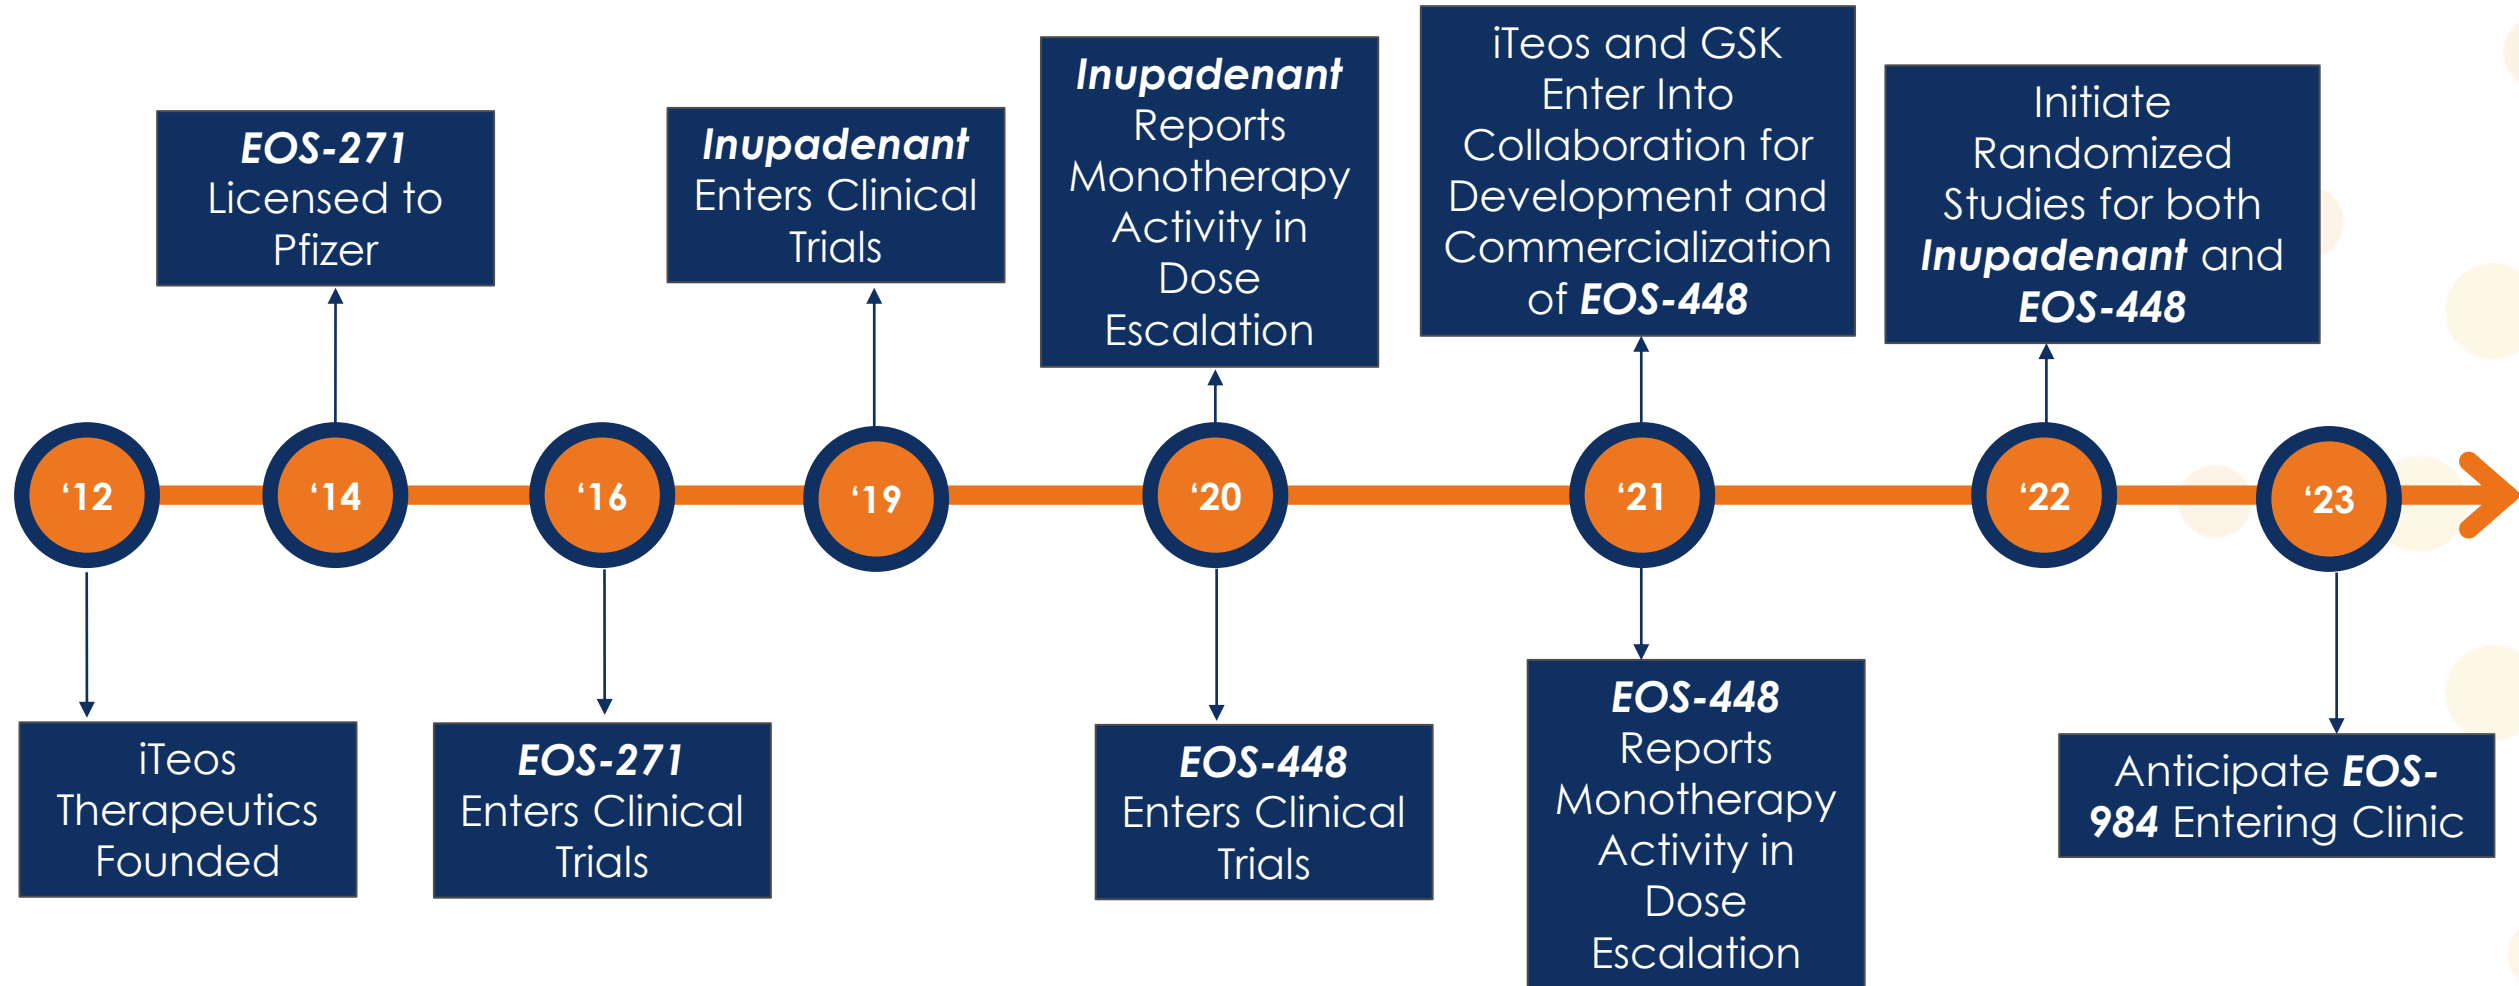 EOS-271
Licensed to
Pfizer
Inupadenant
Enters Clinical
Trials
Inupadenant
Reports
Monotherapy
Activity in
Dose
Escalation
iTeos and GSK
Enter Into
Collaboration for
Development and
Commercialization
of EOS-448
Initiate
Randomized
Studies for both
Inupadenant and
EOS-448
‘12
‘14
‘16
‘19
‘20
‘21
‘22
‘23
iTeos
Therapeutics
Founded
EOS-271
Enters Clinical
Trials
EOS-448
Enters Clinical
Trials
EOS-448
Reports
Monotherapy
Activity in
Dose
Escalation
Anticipate EOS-
984 Entering Clinic